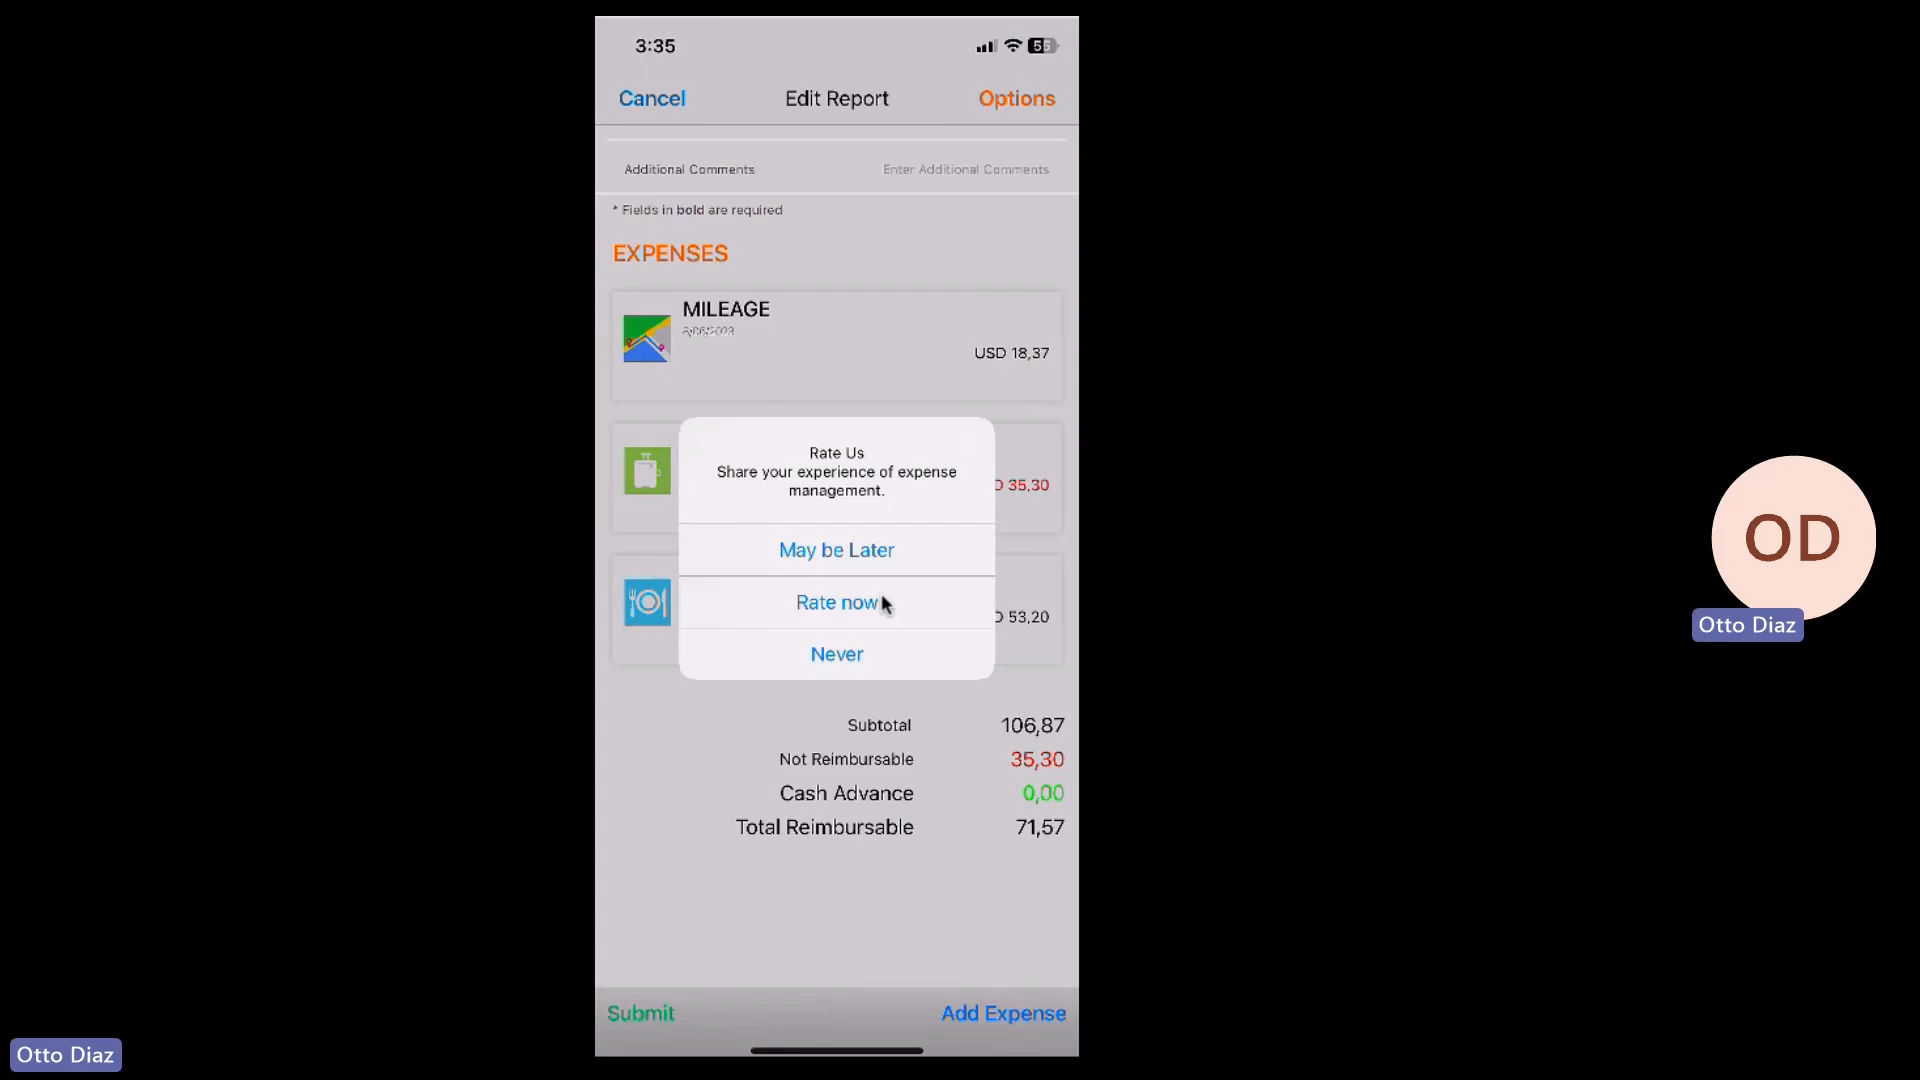 3:35
55
Cancel
Edit Report
Options
Additional Comments
Enter Additional Comments
* Fields in bold are required
EXPENSES
MILEAGE
USD 18,37
Rate Us
Share your experience of expense
management.
35,30
May be Later
Rate now
53,20
Never
Subtotal
106,87
Not Reimbursable
35,30
Cash Advance
0,00
Total Reimbursable
71,57
Submit
Add Expense
OD
Otto Diaz
Otto Diaz